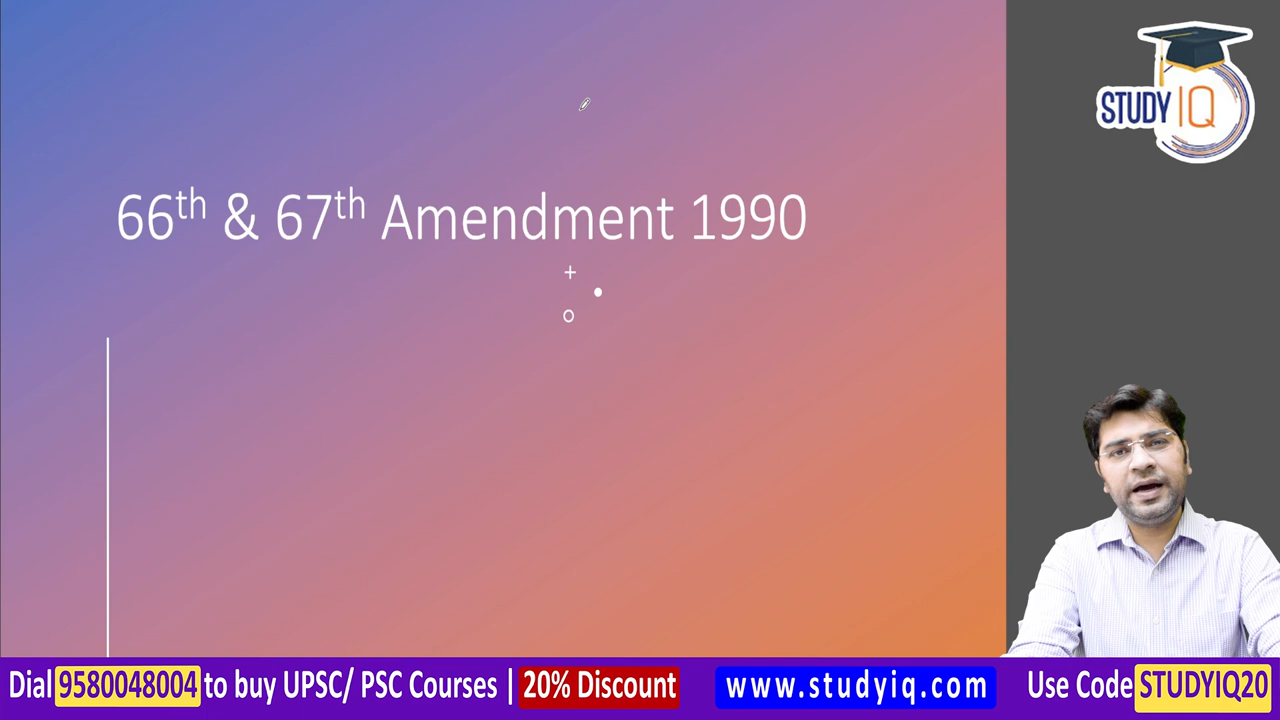 STUDY IQ
66th & 67th Amendment 1990
Dial 9580048004 to buy UPSC/ PSC Courses | 20% Discount www.studyiq.com Use Code STUDYIQ20